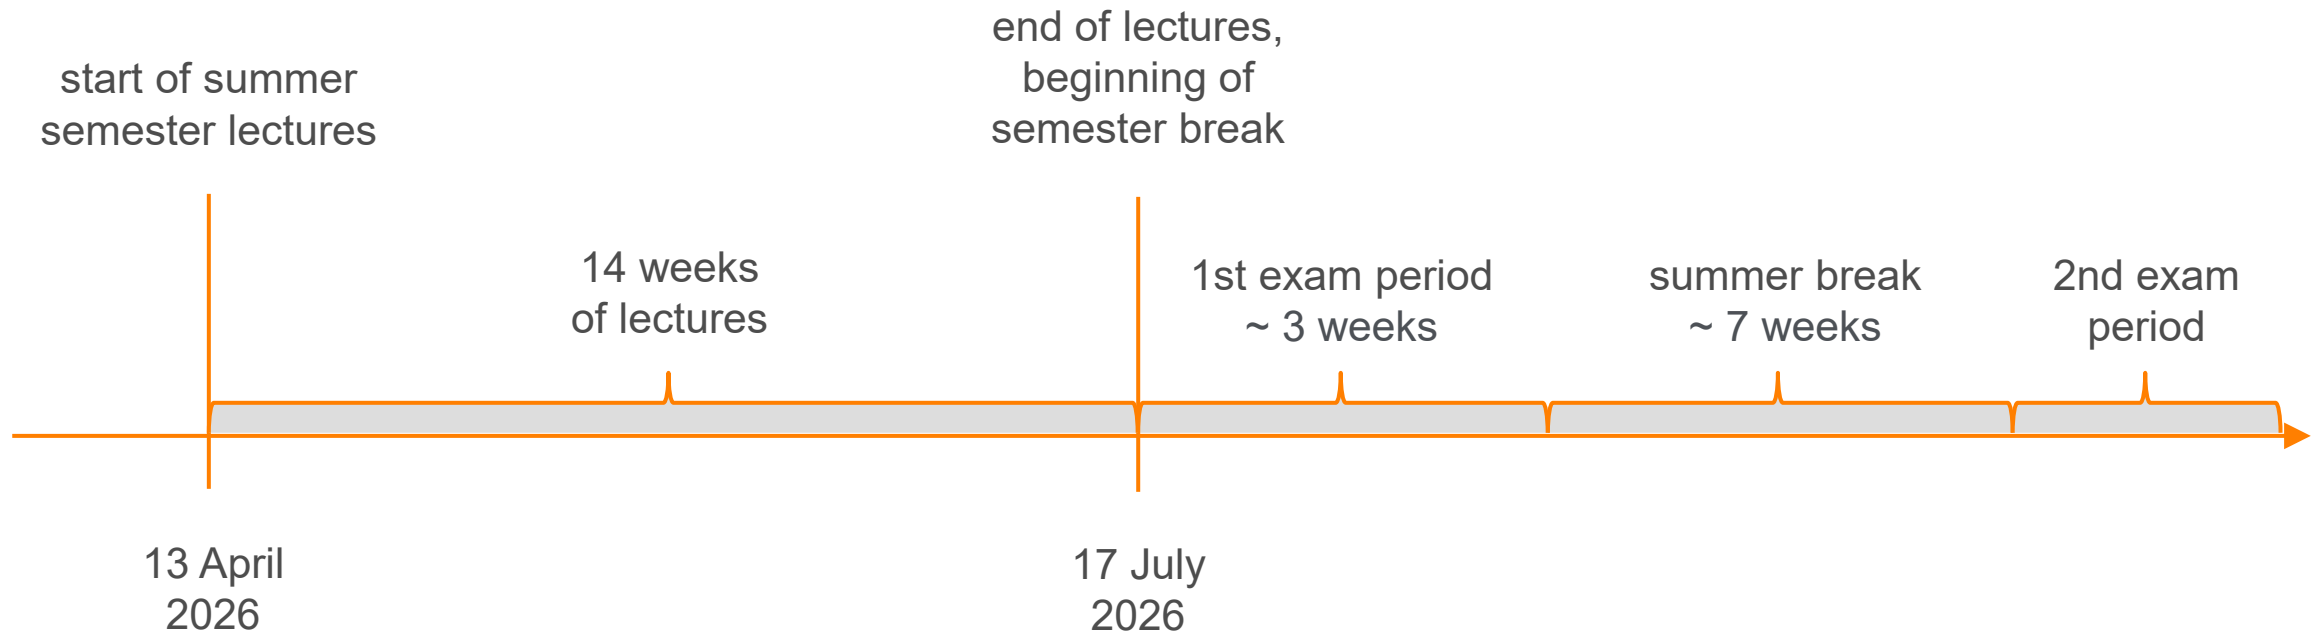 start of summer
semester lectures
end of lectures,
beginning of
semester break
14 weeks
of lectures
1st exam period
~ 3 weeks
summer break
~ 7 weeks
2nd exam
period
13 April
2026
17 July
2026